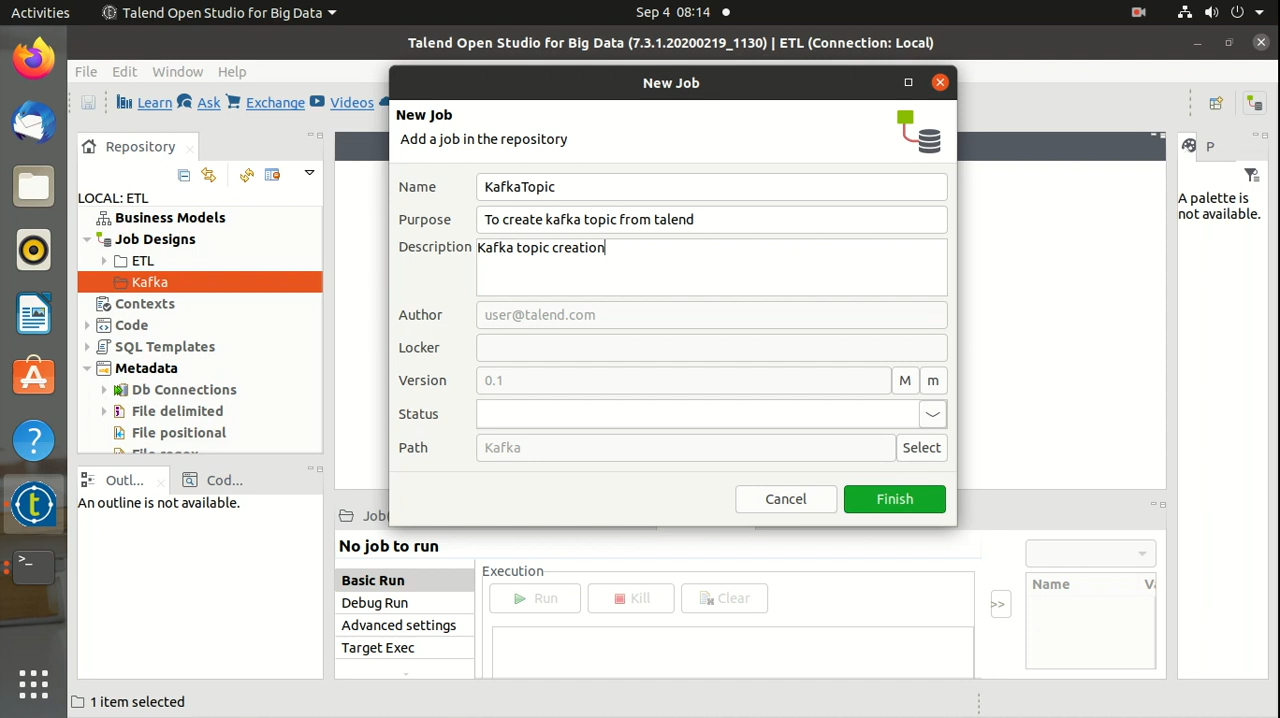 Activities
Talend Open Studio for Big Data
Sep 4 08:14
Talend Open Studio for Big Data (7.3.1.20200219_1130) | ETL (Connection: Local)
File Edit Window Help
Learn Ask Exchange Videos
Repository
LOCAL: ETL
Business Models
Job Designs
ETL
Kafka
Contexts
Code
SQL Templates
Metadata
Db Connections
File delimited
File positional
File regex
Outl...
Cod...
An outline is not available.
1 item selected
New Job
New Job
Add a job in the repository
Name KafkaTopic
Purpose To create kafka topic from talend
Description Kafka topic creation
Author user@talend.com
Locker
Version 0.1 M m
Status
Path Kafka Select
Cancel Finish
Job(
No job to run
Basic Run
Debug Run
Advanced settings
Target Exec
Execution
Run Kill Clear
>>
Name
P
A palette is
not available.